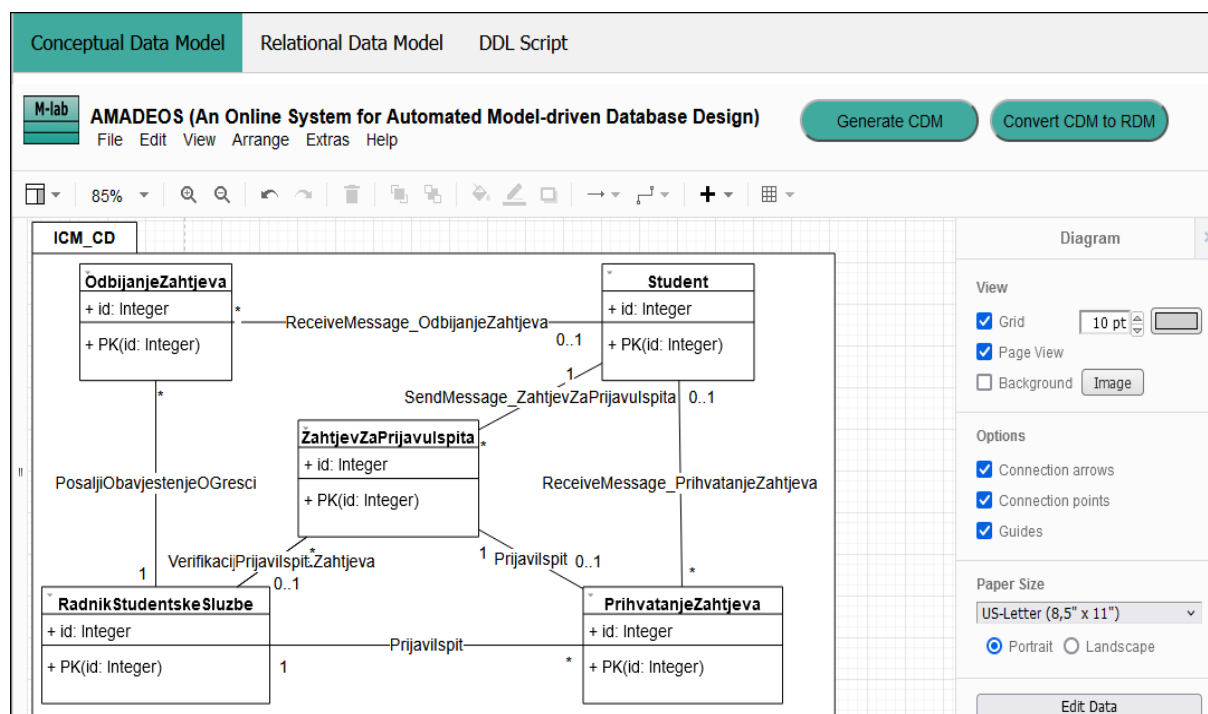 Conceptual Data Model Relational Data Model DDL Script
M-lab
AMADEOS (An Online System for Automated Model-driven Database Design)
Generate CDM Convert CDM to RDM
File Edit View Arrange Extras Help
85%
ICM_CD
OdbijanjeZahtjeva
+ id: Integer
+ PK(id: Integer)
*
ReceiveMessage_OdbijanjeZahtjeva
0..1
Student
+ id: Integer
+ PK(id: Integer)
1
SendMessage_ZahtjevZaPrijavuIspita
0..1
*
ZahtjevZaPrijavuIspita
*
+ id: Integer
+ PK(id: Integer)
PosaljiObavjestenjeOGresci
ReceiveMessage_PrihvatanjeZahtjeva
*
PrijaviIspit
Zahtjeva
1 PrijaviIspit 0..1
1
0..1
*
RadnikStudentskeSluzbe
+ id: Integer
+ PK(id: Integer)
PrijaviIspit
1
*
PrihvatanjeZahtjeva
+ id: Integer
+ PK(id: Integer)
Diagram
View
Grid 10 pt
Page View
Background Image
Options
Connection arrows
Connection points
Guides
Paper Size
US-Letter (8,5" x 11")
Portrait Landscape
Edit Data